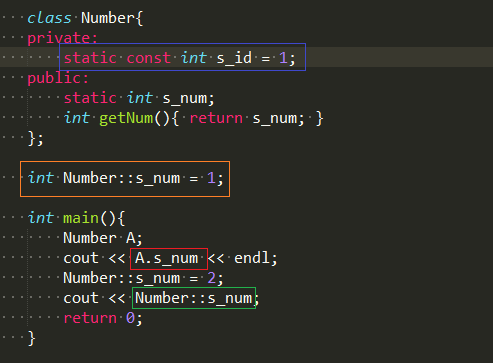 class Number{
private:
static const int s_id = 1;
public:
static int s_num;
int getNum(){ return s_num; }
};
int Number::s_num = 1;
int main(){
Number A;
cout << A.s_num << endl;
Number::s_num = 2;
cout << Number::s_num;
return 0;
}